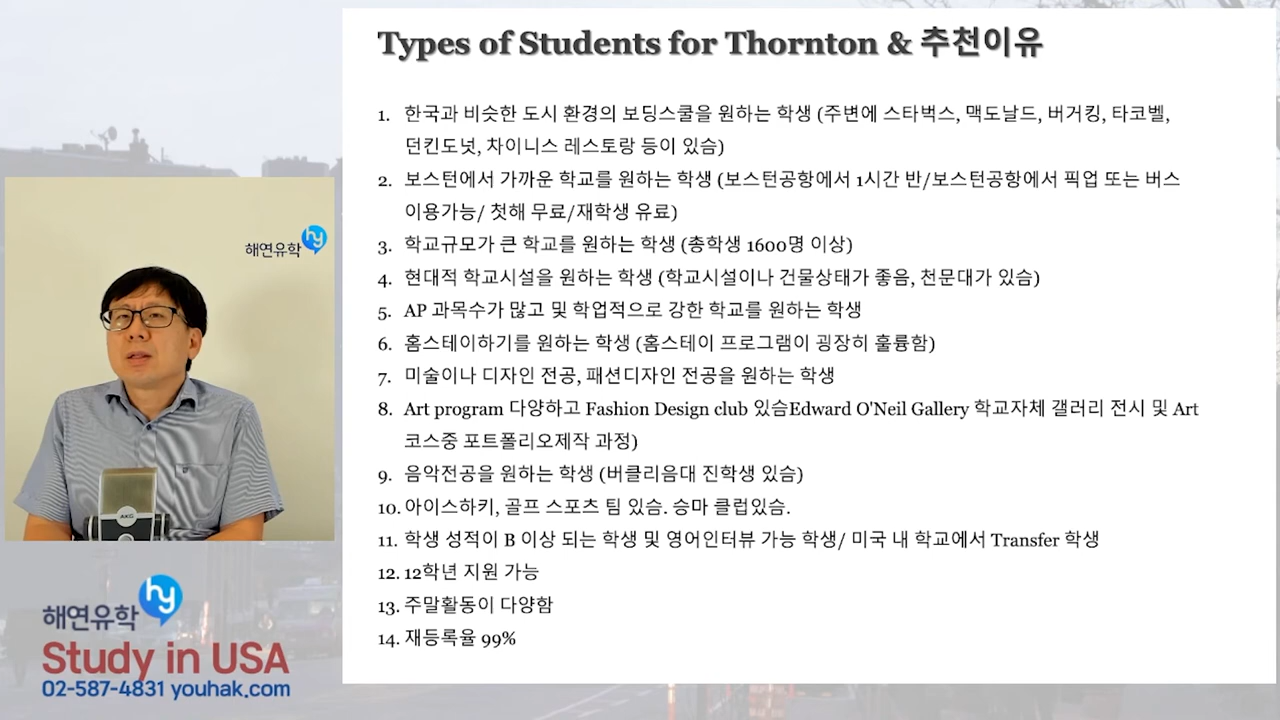 Types of Students for Thornton & 추천이유
1. 한국과 비슷한 도시 환경의 보딩스쿨을 원하는 학생 (주변에 스타벅스, 맥도날드, 버거킹, 타코벨,
던킨도넛, 차이니스 레스토랑 등이 있슴)
2. 보스턴에서 가까운 학교를 원하는 학생 (보스턴공항에서 1시간 반/보스턴공항에서 픽업 또는 버스
이용가능/ 첫해 무료/재학생 유료)
3. 학교규모가 큰 학교를 원하는 학생 (총학생 1600명 이상)
4. 현대적 학교시설을 원하는 학생 (학교시설이나 건물상태가 좋음, 천문대가 있슴)
5. AP 과목수가 많고 및 학업적으로 강한 학교를 원하는 학생
6. 홈스테이하기를 원하는 학생 (홈스테이 프로그램이 굉장히 훌륭함)
7. 미술이나 디자인 전공, 패션디자인 전공을 원하는 학생
8. Art program 다양하고 Fashion Design club 있슴Edward O'Neil Gallery 학교자체 갤러리 전시 및 Art
코스중 포트폴리오제작 과정)
9. 음악전공을 원하는 학생 (버클리음대 진학생 있슴)
10. 아이스하키, 골프 스포츠 팀 있슴. 승마 클럽있슴.
11. 학생 성적이 B 이상 되는 학생 및 영어인터뷰 가능 학생/ 미국 내 학교에서 Transfer 학생
12. 12학년 지원 가능
13. 주말활동이 다양함
14. 재등록율 99%
해연유학 hy
AKG
해연유학 hy
Study in USA
02-587-4831 youhak.com